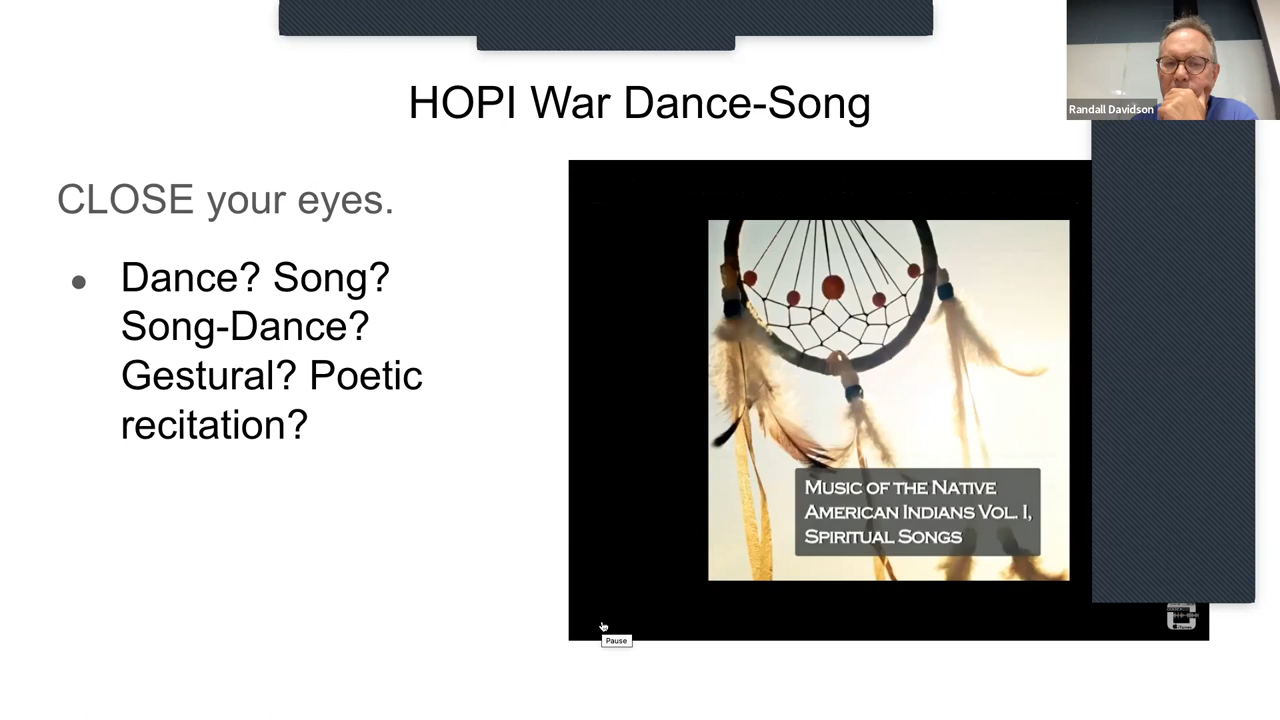 HOPI War Dance-Song
Randall Davidson
CLOSE your eyes.
● Dance? Song?
Song-Dance?
Gestural? Poetic
recitation?
MUSIC OF THE NATIVE
AMERICAN INDIANS VOL. I,
SPIRITUAL SONGS
iTunes
Pause